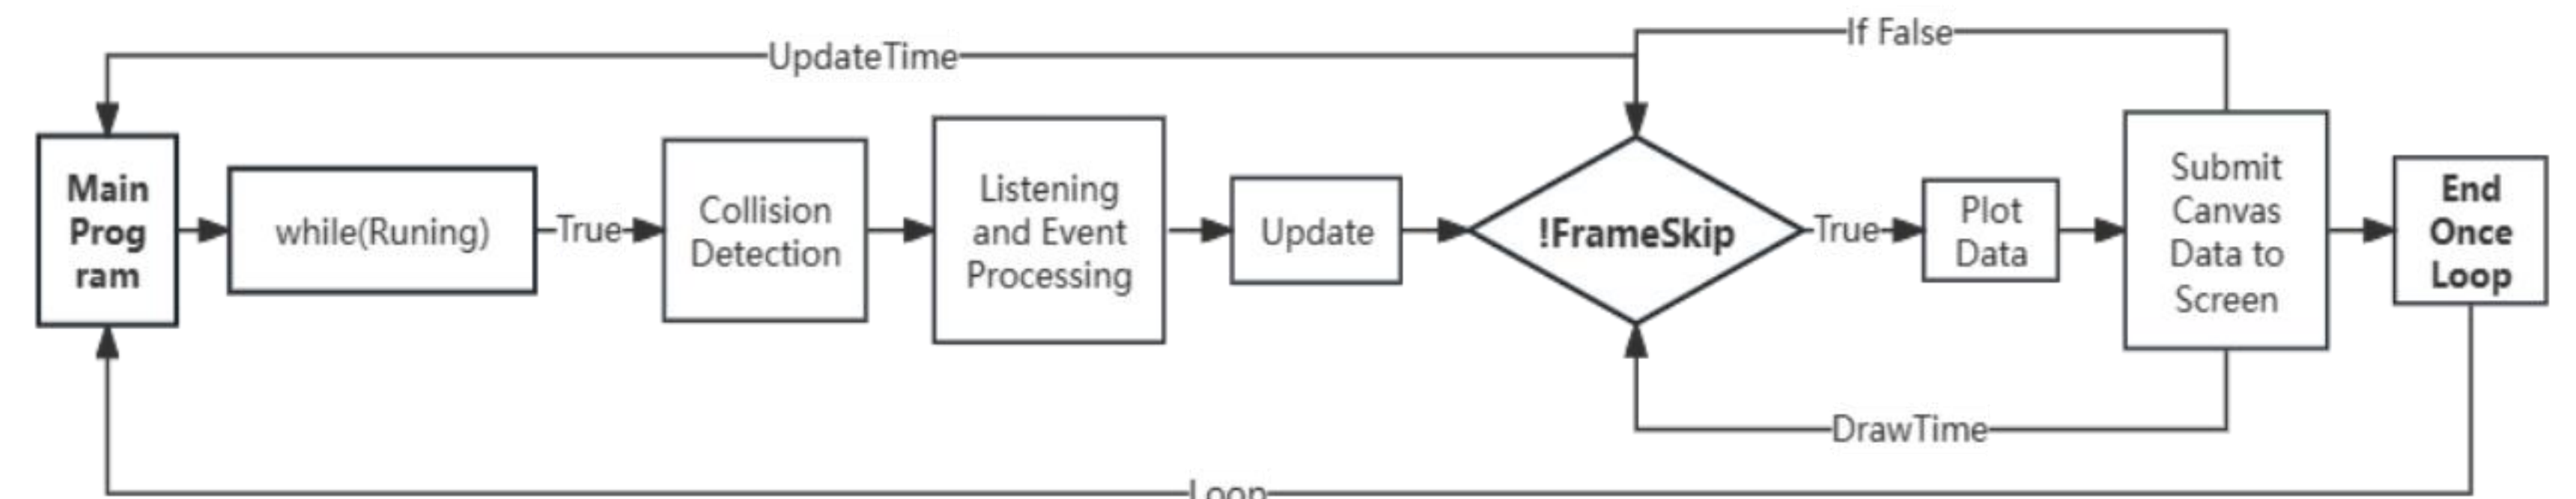 If False
UpdateTime
Main
Prog
ram
while(Runing)
True
Collision
Detection
Listening
and Event
Processing
Update
!FrameSkip
True
Plot
Data
Submit
Canvas
Data to
Screen
End
Once
Loop
DrawTime
Loop